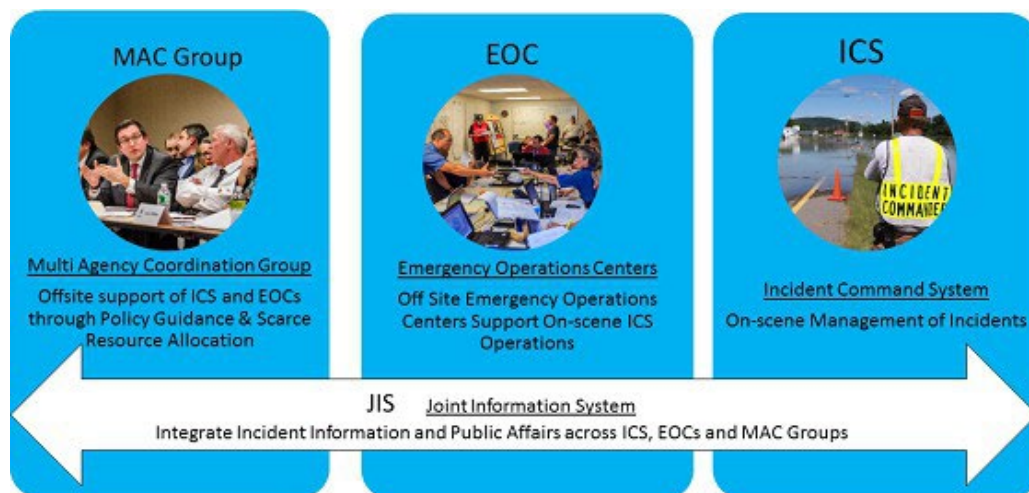 MAC Group
Multi Agency Coordination Group
Offsite support of ICS and EOCs
through Policy Guidance & Scarce
Resource Allocation
EOC
Emergency Operations Centers
Off Site Emergency Operations
Centers Support On-scene ICS
Operations
ICS
INCIDENT
COMMANDER
Incident Command System
On-scene Management of Incidents
JIS Joint Information System
Integrate Incident Information and Public Affairs across ICS, EOCs and MAC Groups